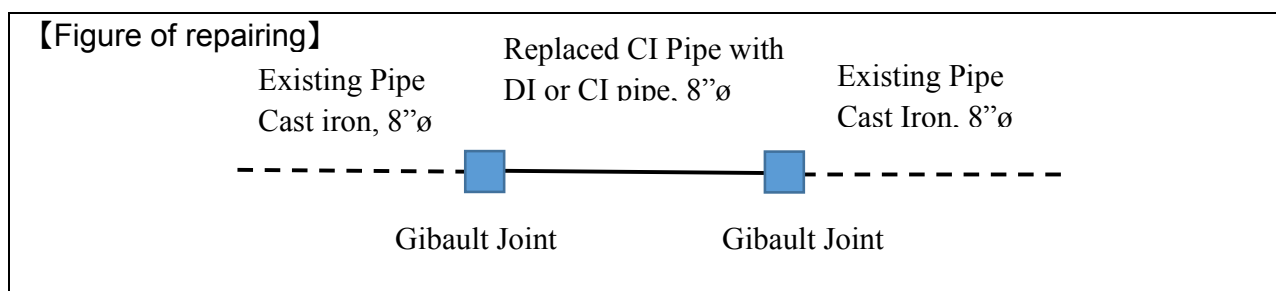 【Figure of repairing】
Existing Pipe
Cast iron, 8”ø
Replaced CI Pipe with
DI or CI pipe, 8”ø
Existing Pipe
Cast Iron, 8”ø
Gibault Joint
Gibault Joint